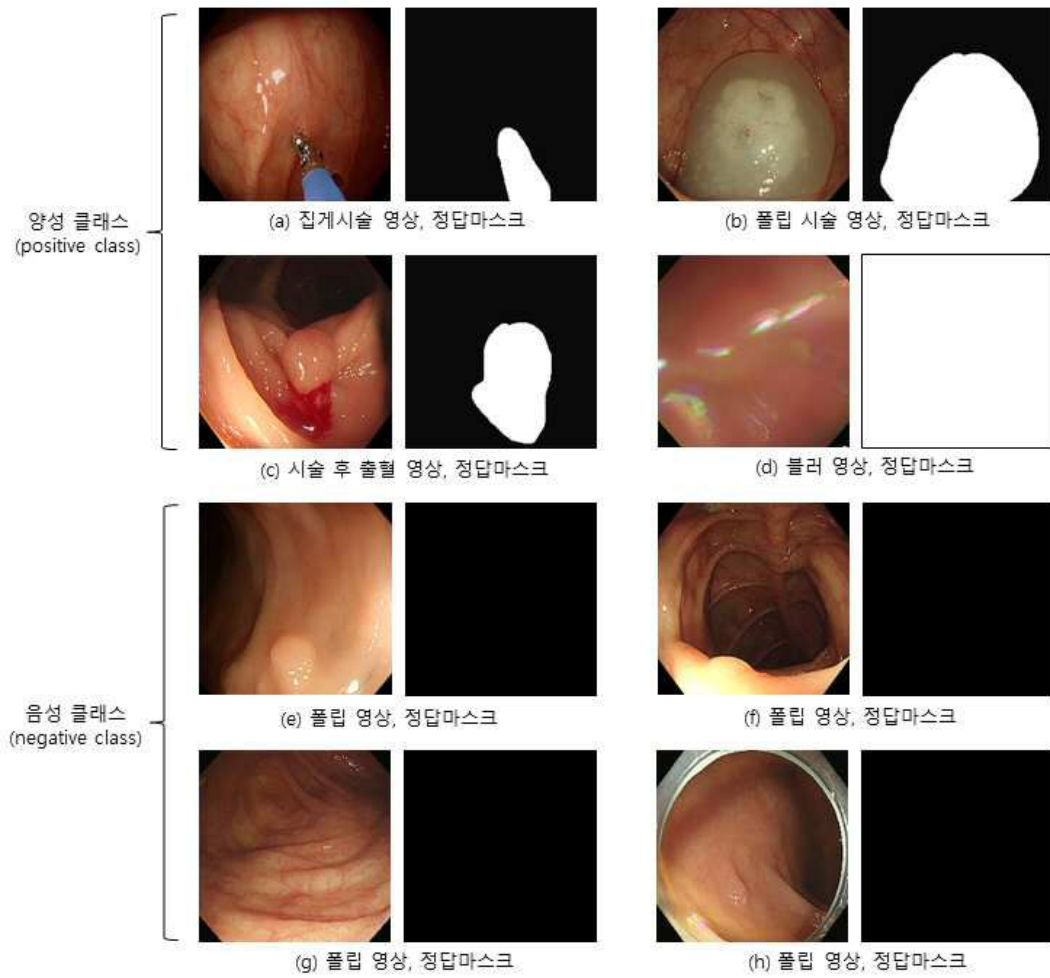 양성 클래스
(positive class)
(a) 집게시술 영상, 정답마스크
(b) 폴립 시술 영상, 정답마스크
(c) 시술 후 출혈 영상, 정답마스크
(d) 블러 영상, 정답마스크
음성 클래스
(negative class)
(e) 폴립 영상, 정답마스크
(f) 폴립 영상, 정답마스크
(g) 폴립 영상, 정답마스크
(h) 폴립 영상, 정답마스크